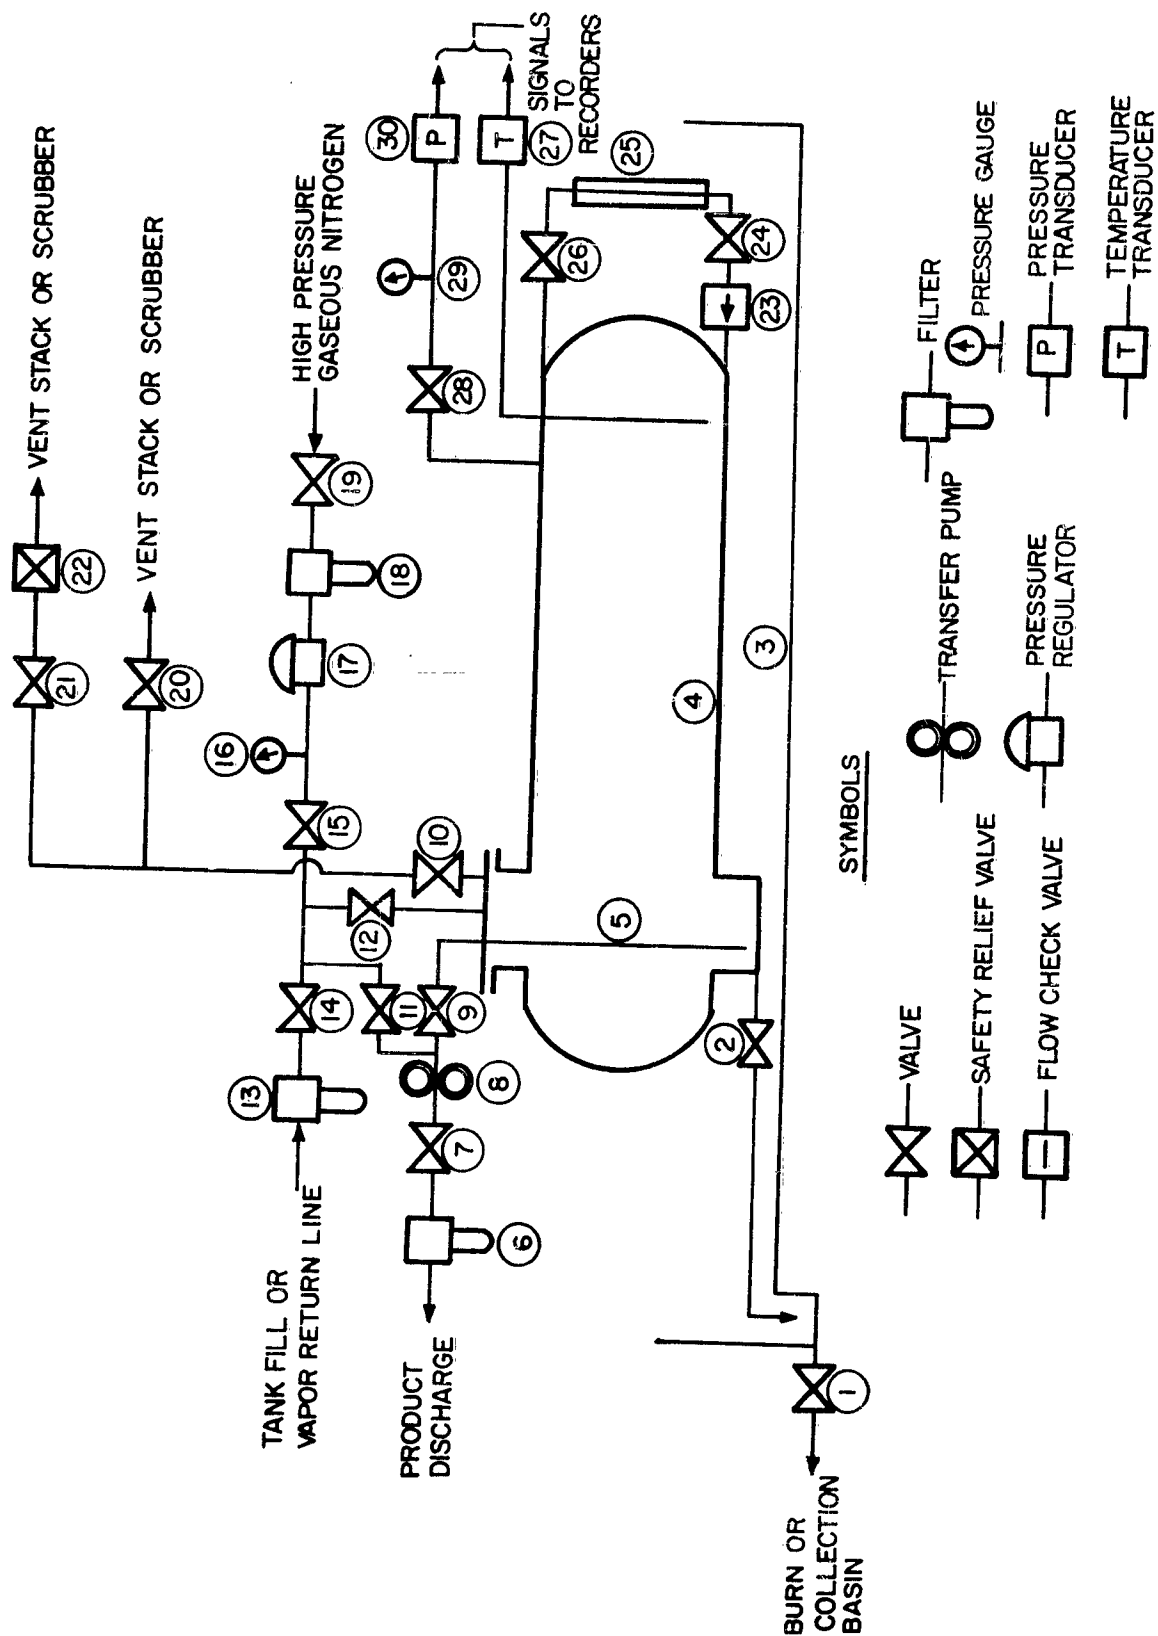 VENT STACK OR SCRUBBER
22
21
VENT STACK OR SCRUBBER
20
HIGH PRESSURE
GASEOUS NITROGEN
19
18
17
16
15
14
13
TANK FILL OR
VAPOR RETURN LINE
12
11
10
9
8
7
6
PRODUCT
DISCHARGE
5
4
3
2
1
BURN OR
COLLECTION
BASIN
P
30
T
27
SIGNALS
TO
RECORDERS
29
28
26
25
24
23
SYMBOLS
VALVE
SAFETY RELIEF VALVE
FLOW CHECK VALVE
TRANSFER PUMP
PRESSURE
REGULATOR
FILTER
PRESSURE GAUGE
P
PRESSURE
TRANSDUCER
T
TEMPERATURE
TRANSDUCER